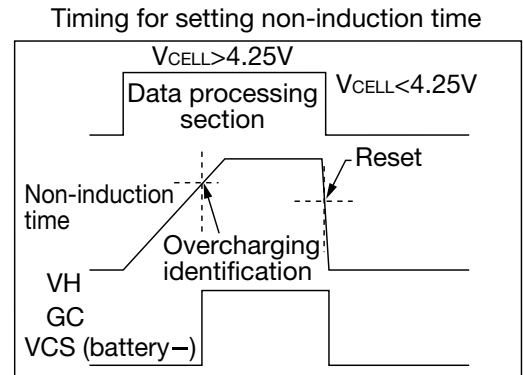 Timing for setting non-induction time
VCELL>4.25V
VCELL<4.25V
Data processing
section
Reset
Non-induction
time
Overcharging
identification
VH
GC
VCS (battery−)